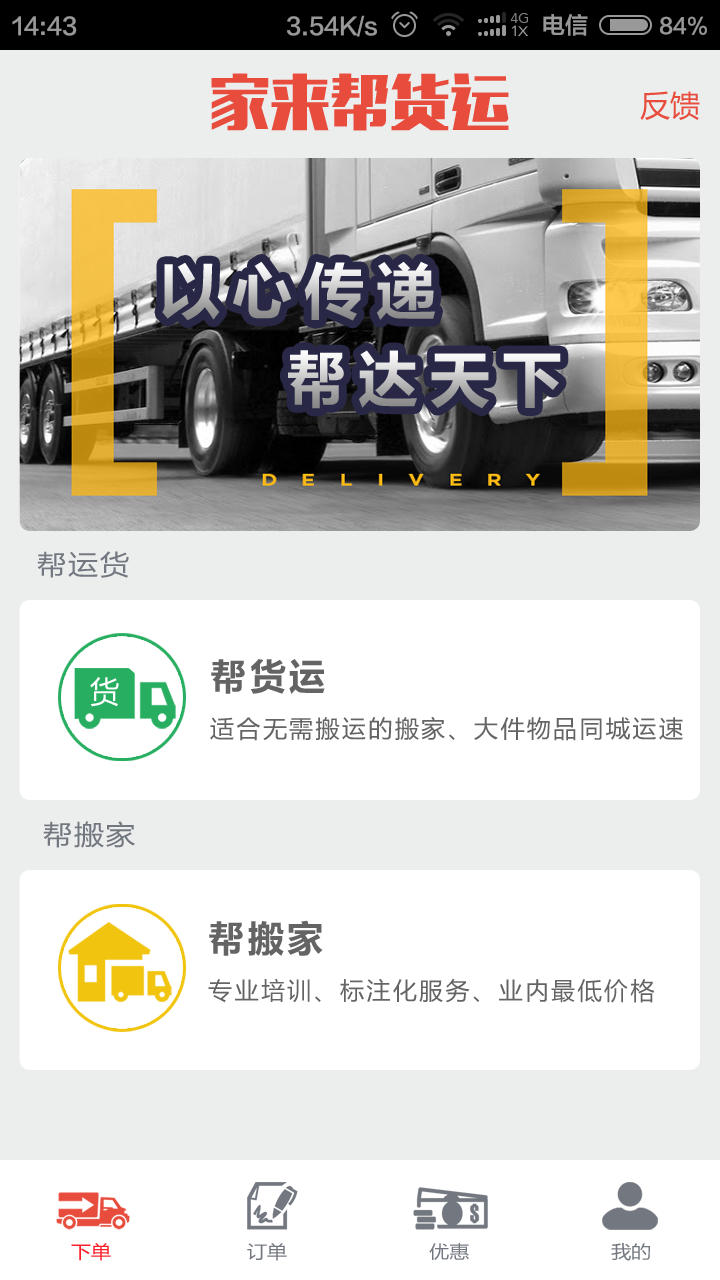 14:43 3.54K/s 4G 1X 电信 84%
家来帮货运
反馈
以心传递
帮达天下
DELIVERY
帮运货
货
帮货运
适合无需搬运的搬家、大件物品同城运速
帮搬家
帮搬家
专业培训、标注化服务、业内最低价格
$
下单 订单 优惠 我的